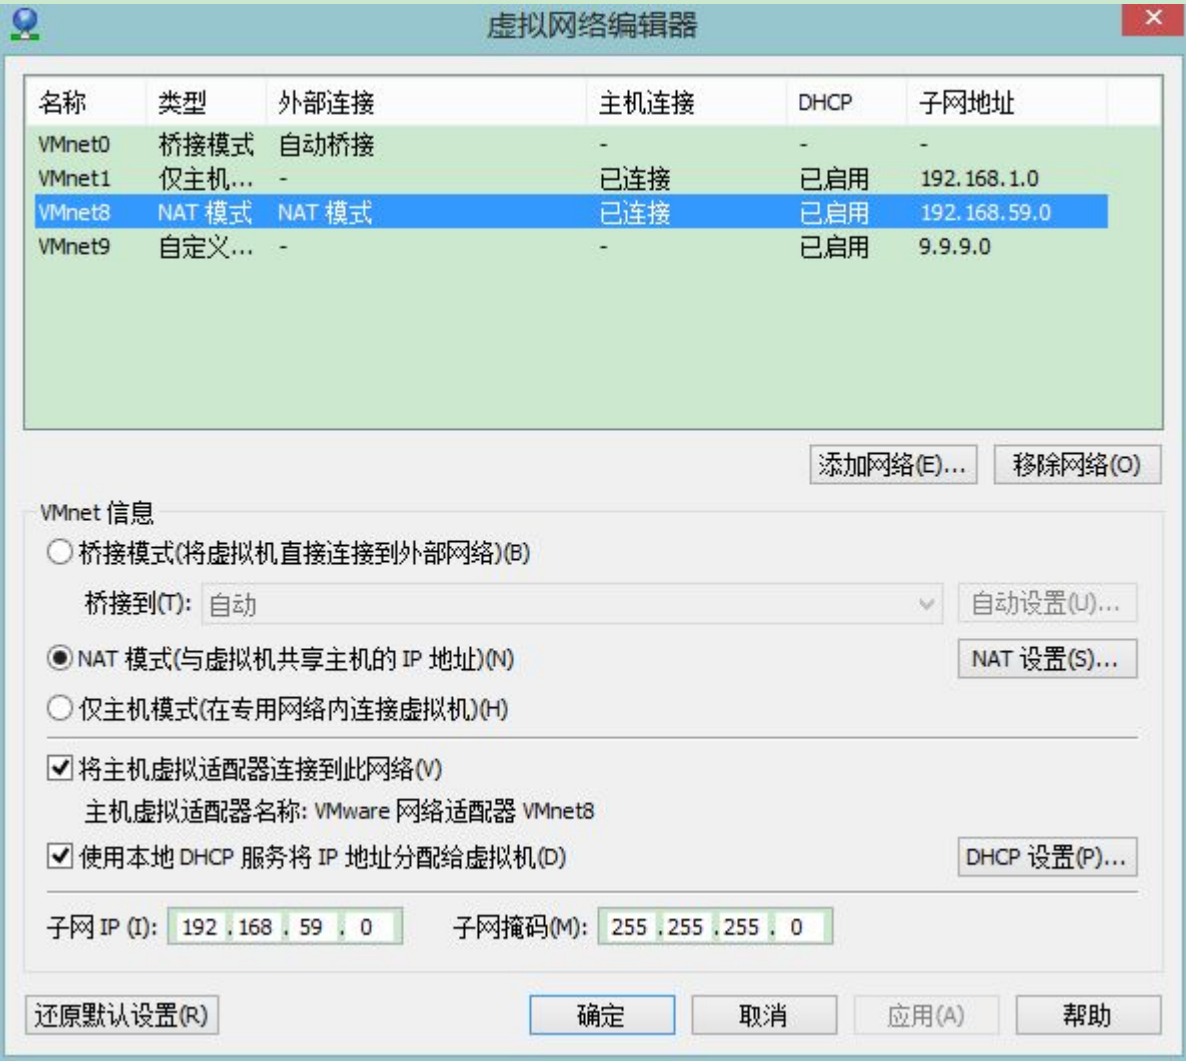 虚拟网络编辑器
名称 类型 外部连接 主机连接 DHCP 子网地址
VMnet0 桥接模式 自动桥接 - - -
VMnet1 仅主机... - 已连接 已启用 192.168.1.0
VMnet8 NAT 模式 NAT 模式 已连接 已启用 192.168.59.0
VMnet9 自定义... - - 已启用 9.9.9.0
添加网络(E)... 移除网络(O)
VMnet 信息
桥接模式(将虚拟机直接连接到外部网络)(B)
桥接到(T): 自动 自动设置(U)...
NAT 模式(与虚拟机共享主机的 IP 地址)(N) NAT 设置(S)...
仅主机模式(在专用网络内连接虚拟机)(H)
将主机虚拟适配器连接到此网络(V)
主机虚拟适配器名称: VMware 网络适配器 VMnet8
使用本地 DHCP 服务将 IP 地址分配给虚拟机(D) DHCP 设置(P)...
子网 IP (I): 192 . 168 . 59 . 0 子网掩码(M): 255 . 255 . 255 . 0
还原默认设置(R) 确定 取消 应用(A) 帮助